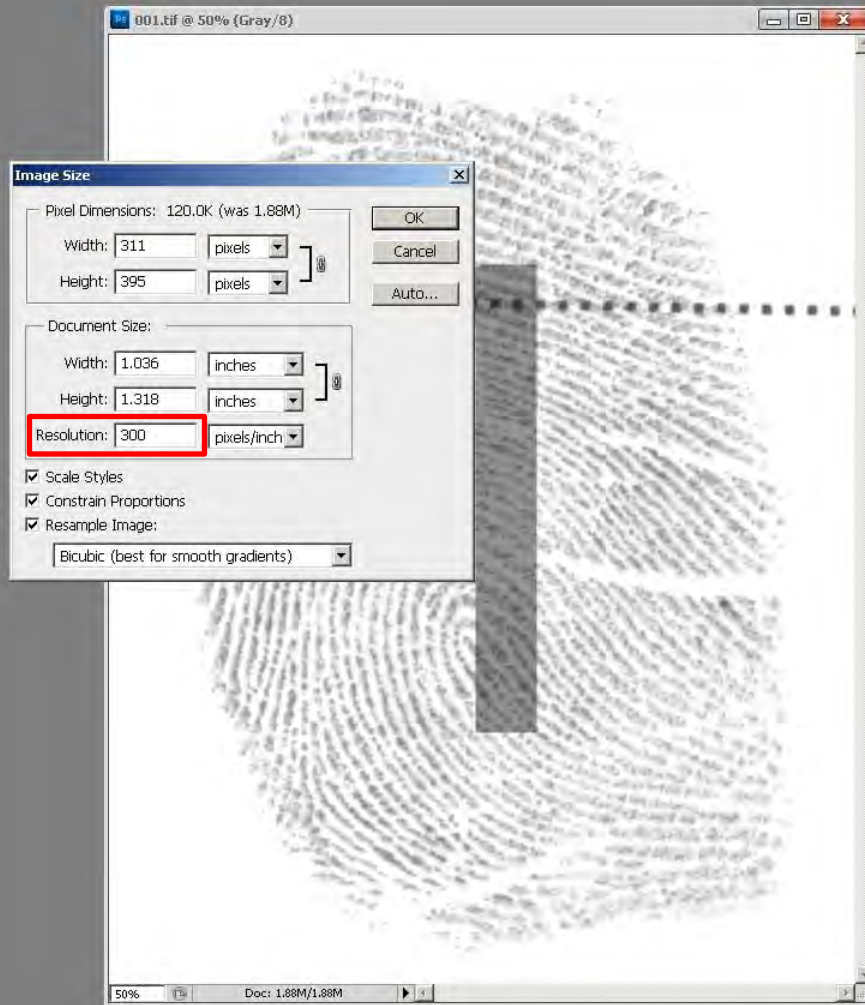 001.tif @ 50% (Gray/8)
Image Size
Pixel Dimensions: 120.0K (was 1.88M)
OK
Width: 311 pixels
Cancel
Height: 395 pixels
Auto...
Document Size:
Width: 1.036 inches
Height: 1.318 inches
Resolution: 300 pixels/inch
Scale Styles
Constrain Proportions
Resample Image:
Bicubic (best for smooth gradients)
50% Doc: 1.88M/1.88M